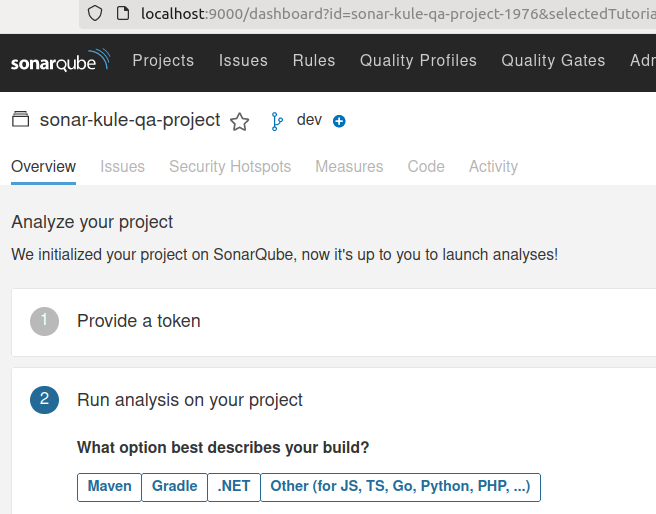 localhost:9000/dashboard?id=sonar-kule-qa-project-1976&selectedTutoria
sonarqube Projects Issues Rules Quality Profiles Quality Gates Adr
sonar-kule-qa-project dev
Overview Issues Security Hotspots Measures Code Activity
Analyze your project
We initialized your project on SonarQube, now it's up to you to launch analyses!
1 Provide a token
2 Run analysis on your project
What option best describes your build?
Maven Gradle .NET Other (for JS, TS, Go, Python, PHP, ...)